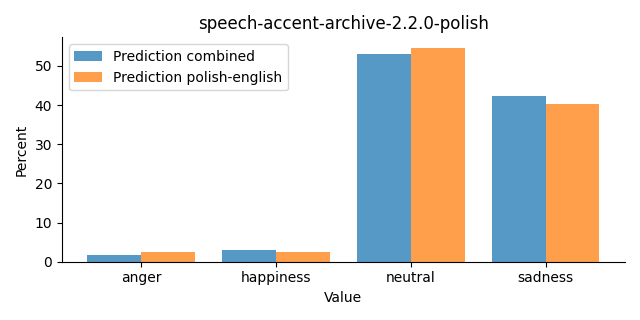 speech-accent-archive-2.2.0-polish
Prediction combined
Prediction polish-english
Percent
50
40
30
20
10
0
anger happiness neutral sadness
Value